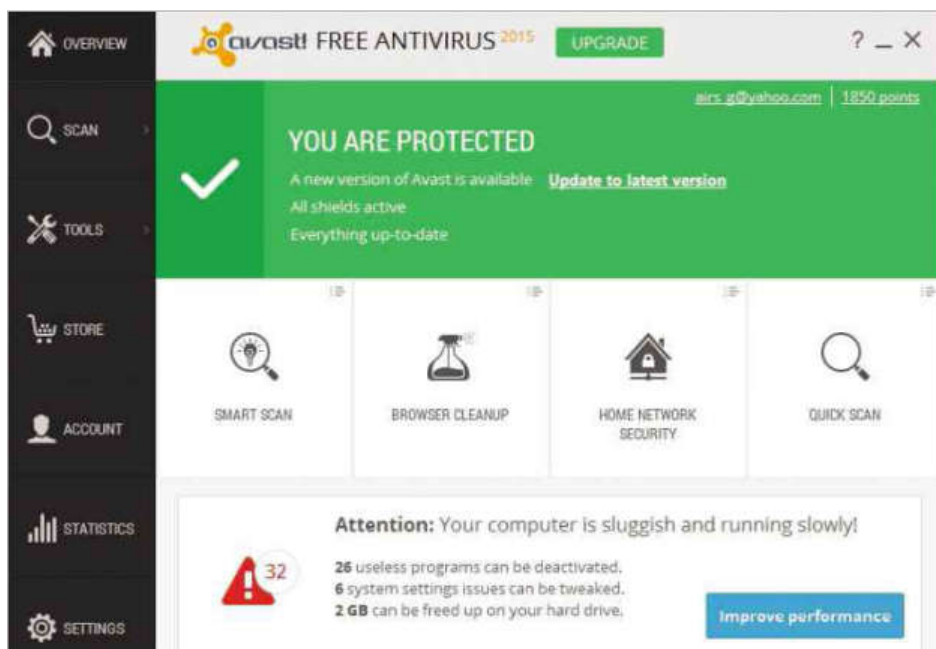 OVERVIEW
avast! FREE ANTIVIRUS 2015 UPGRADE ? _ X
airs_g@yahoo.com | 1850 points
SCAN
YOU ARE PROTECTED
A new version of Avast is available Update to latest version
All shields active
Everything up-to-date
TOOLS
STORE
ACCOUNT
STATISTICS
SETTINGS
SMART SCAN
BROWSER CLEANUP
HOME NETWORK
SECURITY
QUICK SCAN
Attention: Your computer is sluggish and running slowly!
32
26 useless programs can be deactivated.
6 system settings issues can be tweaked.
2 GB can be freed up on your hard drive.
Improve performance